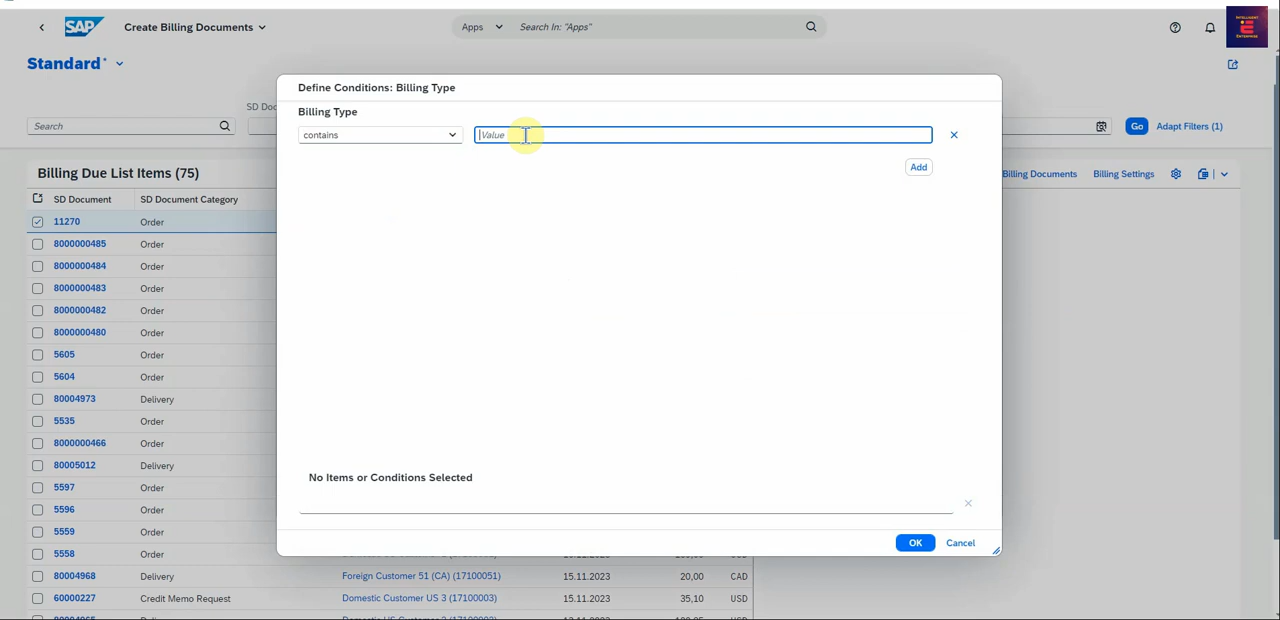 SAP
Create Billing Documents
Apps
Search In: "Apps"
INTELLIGENT
ENTERPRISE
Standard*
SD Doc
Search
Go
Adapt Filters (1)
Define Conditions: Billing Type
Billing Type
contains
Value
Add
No Items or Conditions Selected
OK
Cancel
Billing Due List Items (75)
Billing Documents
Billing Settings
SD Document
SD Document Category
11270
Order
8000000485
Order
8000000484
Order
8000000483
Order
8000000482
Order
8000000480
Order
5605
Order
5604
Order
80004973
Delivery
5535
Order
8000000466
Order
80005012
Delivery
5597
Order
5596
Order
5559
Order
5558
Order
USD
80004968
Delivery
Foreign Customer 51 (CA) (17100051)
15.11.2023
20,00
CAD
60000227
Credit Memo Request
Domestic Customer US 3 (17100003)
15.11.2023
35,10
USD